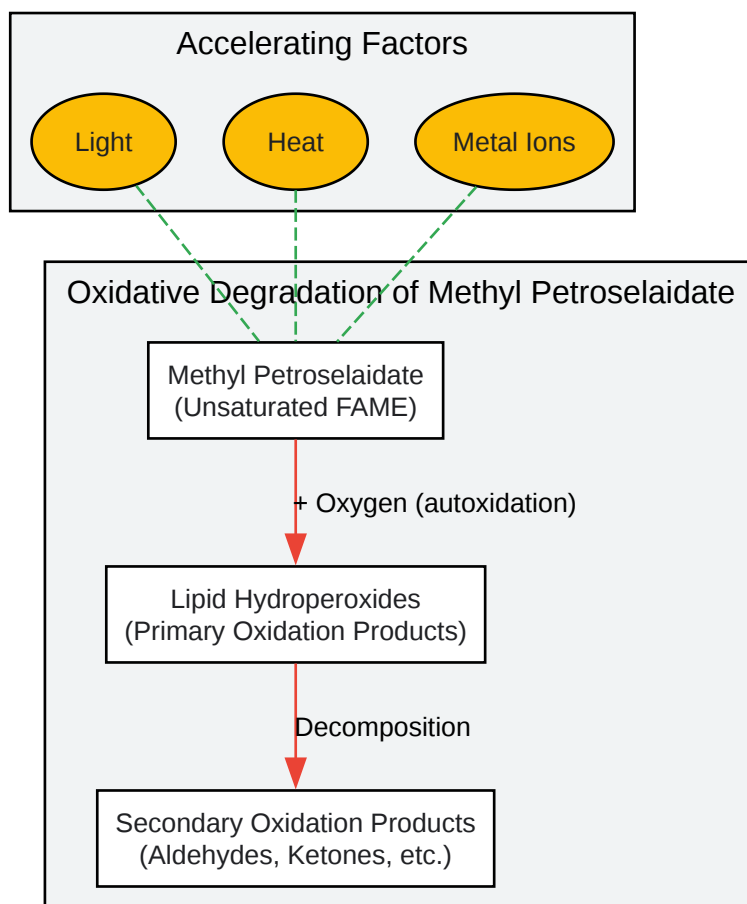 Accelerating Factors
Light
Heat
Metal Ions
Oxidative Degradation of Methyl Petroselaidate
Methyl Petroselaidate
(Unsaturated FAME)
+ Oxygen (autoxidation)
Lipid Hydroperoxides
(Primary Oxidation Products)
Decomposition
Secondary Oxidation Products
(Aldehydes, Ketones, etc.)